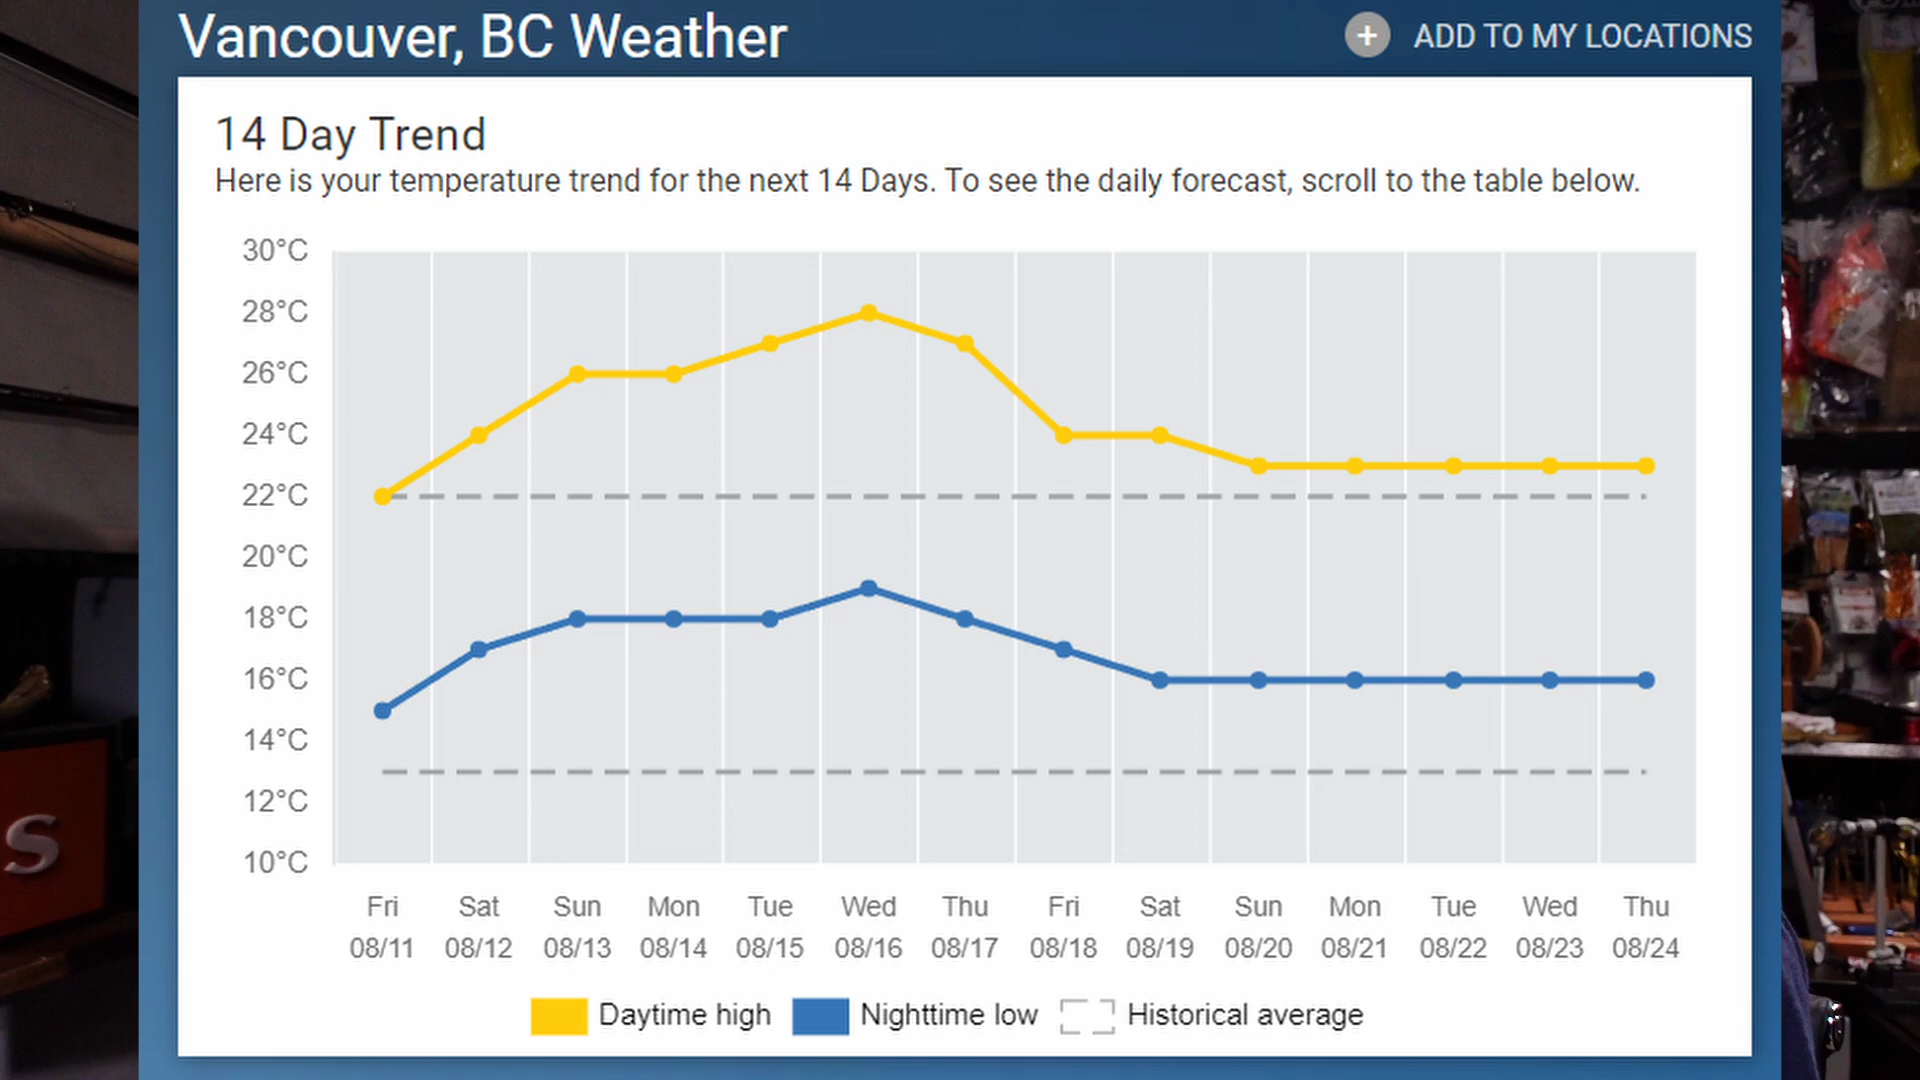 Vancouver, BC Weather
+ ADD TO MY LOCATIONS
14 Day Trend
Here is your temperature trend for the next 14 Days. To see the daily forecast, scroll to the table below.
30°C
28°C
26°C
24°C
22°C
20°C
18°C
16°C
14°C
12°C
10°C
Fri Sat Sun Mon Tue Wed Thu Fri Sat Sun Mon Tue Wed Thu
08/11 08/12 08/13 08/14 08/15 08/16 08/17 08/18 08/19 08/20 08/21 08/22 08/23 08/24
Daytime high Nighttime low Historical average
S